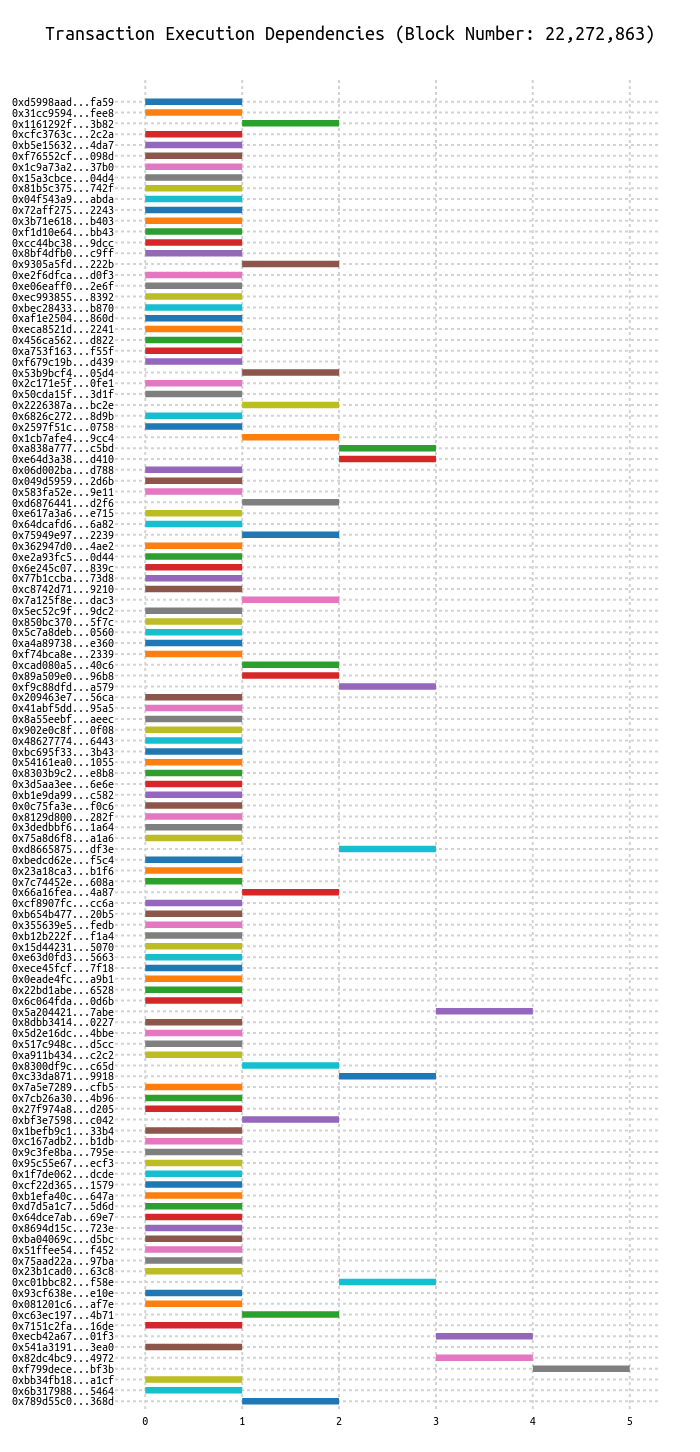 Transaction Execution Dependencies (Block Number: 22,272,863)
0xd5998aad...fa59
0x31cc9594...fee8
0x1161292f...3b82
0xcfc3763c...2c2a
0xb5e15632...4da7
0xf76552cf...098d
0x1c9a73a2...37b0
0x15a3cbce...04d4
0x81b5c375...742f
0x04f543a9...abda
0x72aff275...2243
0x3b71e618...b403
0xf1d10e64...bb43
0xcc44bc38...9dcc
0x8bf4dfb0...c9ff
0x9305a5fd...222b
0xe2f6dfca...d0f3
0xe06eaff0...2e6f
0xec993855...8392
0xbec28433...b870
0xaf1e2504...860d
0xeca8521d...2241
0x456ca562...d822
0xa753f163...f55f
0xf679c19b...d439
0x53b9bcf4...05d4
0x2c171e5f...0fe1
0x50cda15f...3d1f
0x2226387a...bc2e
0x6826c272...8d9b
0x2597f51c...0758
0x1cb7afe4...9cc4
0xa838a777...c5bd
0xe64d3a38...d410
0x06d002ba...d788
0x049d5959...2d6b
0x583fa52e...9e11
0xd6876441...d2f6
0xe617a3a6...e715
0x64dcafd6...6a82
0x75949e97...2239
0x362947d0...4ae2
0xe2a93fc5...0d44
0x6e245c07...839c
0x77b1ccba...73d8
0xc8742d71...9210
0x7a125f8e...dac3
0x5ec52c9f...9dc2
0x850bc370...5f7c
0x5c7a8deb...0560
0xa4a89738...e360
0xf74bca8e...2339
0xcad080a5...40c6
0x89a509e0...96b8
0xf9c88dfd...a579
0x209463e7...56ca
0x41abf5dd...95a5
0x8a55eebf...aeec
0x902e0c8f...0f08
0x48627774...6443
0xbc695f33...3b43
0x54161ea0...1055
0x8303b9c2...e8b8
0x3d5aa3ee...6e6e
0xb1e9da99...c582
0x0c75fa3e...f0c6
0x8129d800...282f
0x3dedbbf6...1a64
0x75a8d6f8...a1a6
0xd8665875...df3e
0xbedcd62e...f5c4
0x23a18ca3...b1f6
0x7c74452e...608a
0x66a16fea...4a87
0xcf8907fc...cc6a
0xb654b477...20b5
0x355639e5...fedb
0xb12b222f...f1a4
0x15d44231...5070
0xe63d0fd3...5663
0xece45fcf...7f18
0x0eade4fc...a9b1
0x22bd1abe...6528
0x6c064fda...0d6b
0x5a204421...7abe
0x8dbb3414...0227
0x5d2e16dc...4bbe
0x517c948c...d5cc
0xa911b434...c2c2
0x8300df9c...c65d
0xc33da871...9918
0x7a5e7289...cfb5
0x7cb26a30...4b96
0x27f974a8...d205
0xbf3e7598...c042
0x1befb9c1...33b4
0xc167adb2...b1db
0x9c3fe8ba...795e
0x95c55e67...ecf3
0x1f7de062...dcde
0xcf22d365...1579
0xb1efa40c...647a
0xd7d5a1c7...5d6d
0x64dce7ab...69e7
0x8694d15c...723e
0xba04069c...d5bc
0x51ffee54...f452
0x75aad22a...97ba
0x23b1cad0...63c8
0xc01bbc82...f58e
0x93cf638e...e10e
0x081201c6...af7e
0xc63ec197...4b71
0x7151c2fa...16de
0xecb42a67...01f3
0x541a3191...3ea0
0x82dc4bc9...4972
0xf799dece...bf3b
0xbb34fb18...a1cf
0x6b317988...5464
0x789d55c0...368d
0 1 2 3 4 5